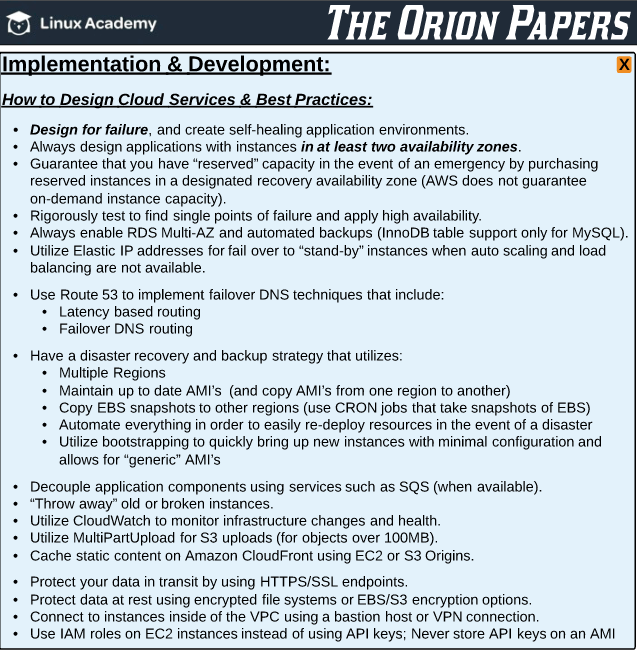 Linux Academy
THE ORION PAPERS
Implementation & Development:
X
How to Design Cloud Services & Best Practices:
• Design for failure, and create self-healing application environments.
• Always design applications with instances in at least two availability zones.
• Guarantee that you have “reserved” capacity in the event of an emergency by purchasing
reserved instances in a designated recovery availability zone (AWS does not guarantee
on-demand instance capacity).
• Rigorously test to find single points of failure and apply high availability.
• Always enable RDS Multi-AZ and automated backups (InnoDB table support only for MySQL).
• Utilize Elastic IP addresses for fail over to “stand-by” instances when auto scaling and load
balancing are not available.
• Use Route 53 to implement failover DNS techniques that include:
• Latency based routing
• Failover DNS routing
• Have a disaster recovery and backup strategy that utilizes:
• Multiple Regions
• Maintain up to date AMI’s (and copy AMI’s from one region to another)
• Copy EBS snapshots to other regions (use CRON jobs that take snapshots of EBS)
• Automate everything in order to easily re-deploy resources in the event of a disaster
• Utilize bootstrapping to quickly bring up new instances with minimal configuration and
allows for “generic” AMI’s
• Decouple application components using services such as SQS (when available).
• “Throw away” old or broken instances.
• Utilize CloudWatch to monitor infrastructure changes and health.
• Utilize MultiPartUpload for S3 uploads (for objects over 100MB).
• Cache static content on Amazon CloudFront using EC2 or S3 Origins.
• Protect your data in transit by using HTTPS/SSL endpoints.
• Protect data at rest using encrypted file systems or EBS/S3 encryption options.
• Connect to instances inside of the VPC using a bastion host or VPN connection.
• Use IAM roles on EC2 instances instead of using API keys; Never store API keys on an AMI